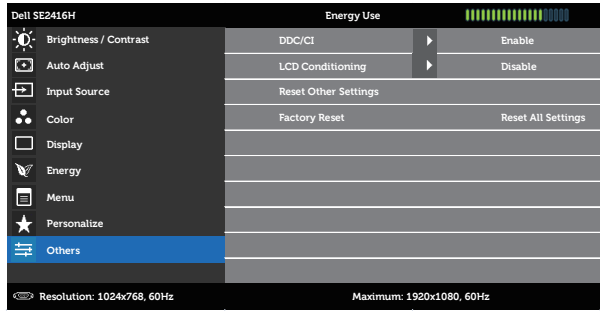 Dell SE2416H Energy Use
Brightness / Contrast DDC/CI Enable
Auto Adjust LCD Conditioning Disable
Input Source Reset Other Settings
Color Factory Reset Reset All Settings
Display
Energy
Menu
Personalize
Others
Resolution: 1024x768, 60Hz Maximum: 1920x1080, 60Hz